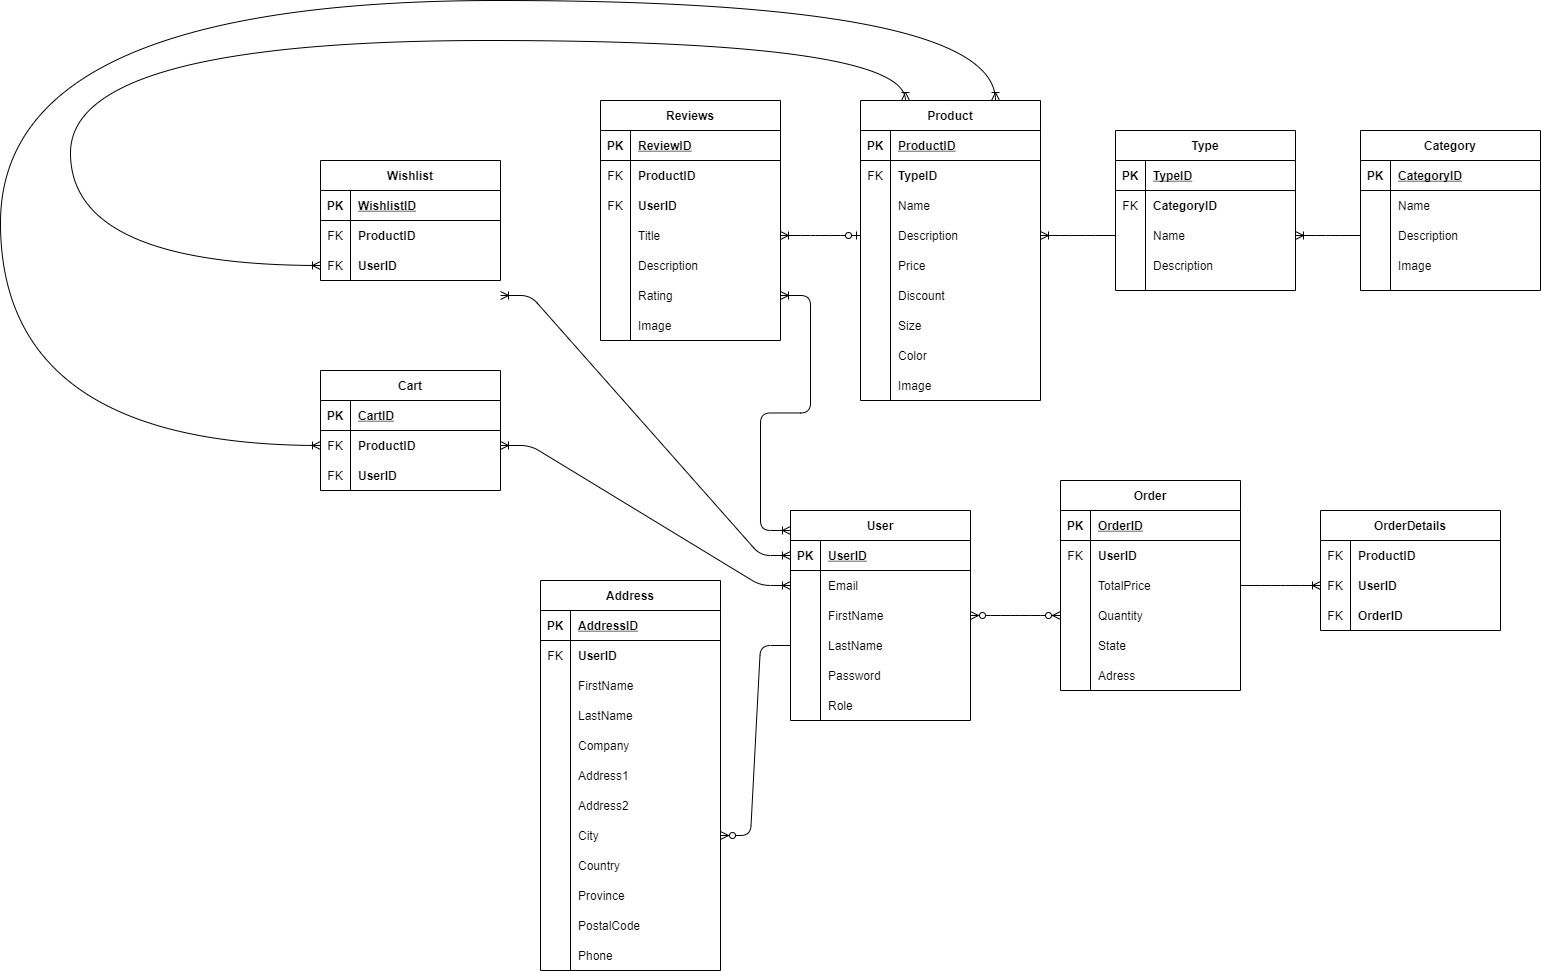 Reviews
PK ReviewID
FK ProductID
FK UserID
Title
Description
Rating
Image
Product
PK ProductID
FK TypeID
Name
Description
Price
Discount
Size
Color
Image
Type
PK TypeID
FK CategoryID
Name
Description
Category
PK CategoryID
Name
Description
Image
Wishlist
PK WishlistID
FK ProductID
FK UserID
Cart
PK CartID
FK ProductID
FK UserID
User
PK UserID
Email
FirstName
LastName
Password
Role
Order
PK OrderID
FK UserID
TotalPrice
Quantity
State
Adress
OrderDetails
FK ProductID
FK UserID
FK OrderID
Address
PK AddressID
FK UserID
FirstName
LastName
Company
Address1
Address2
City
Country
Province
PostalCode
Phone